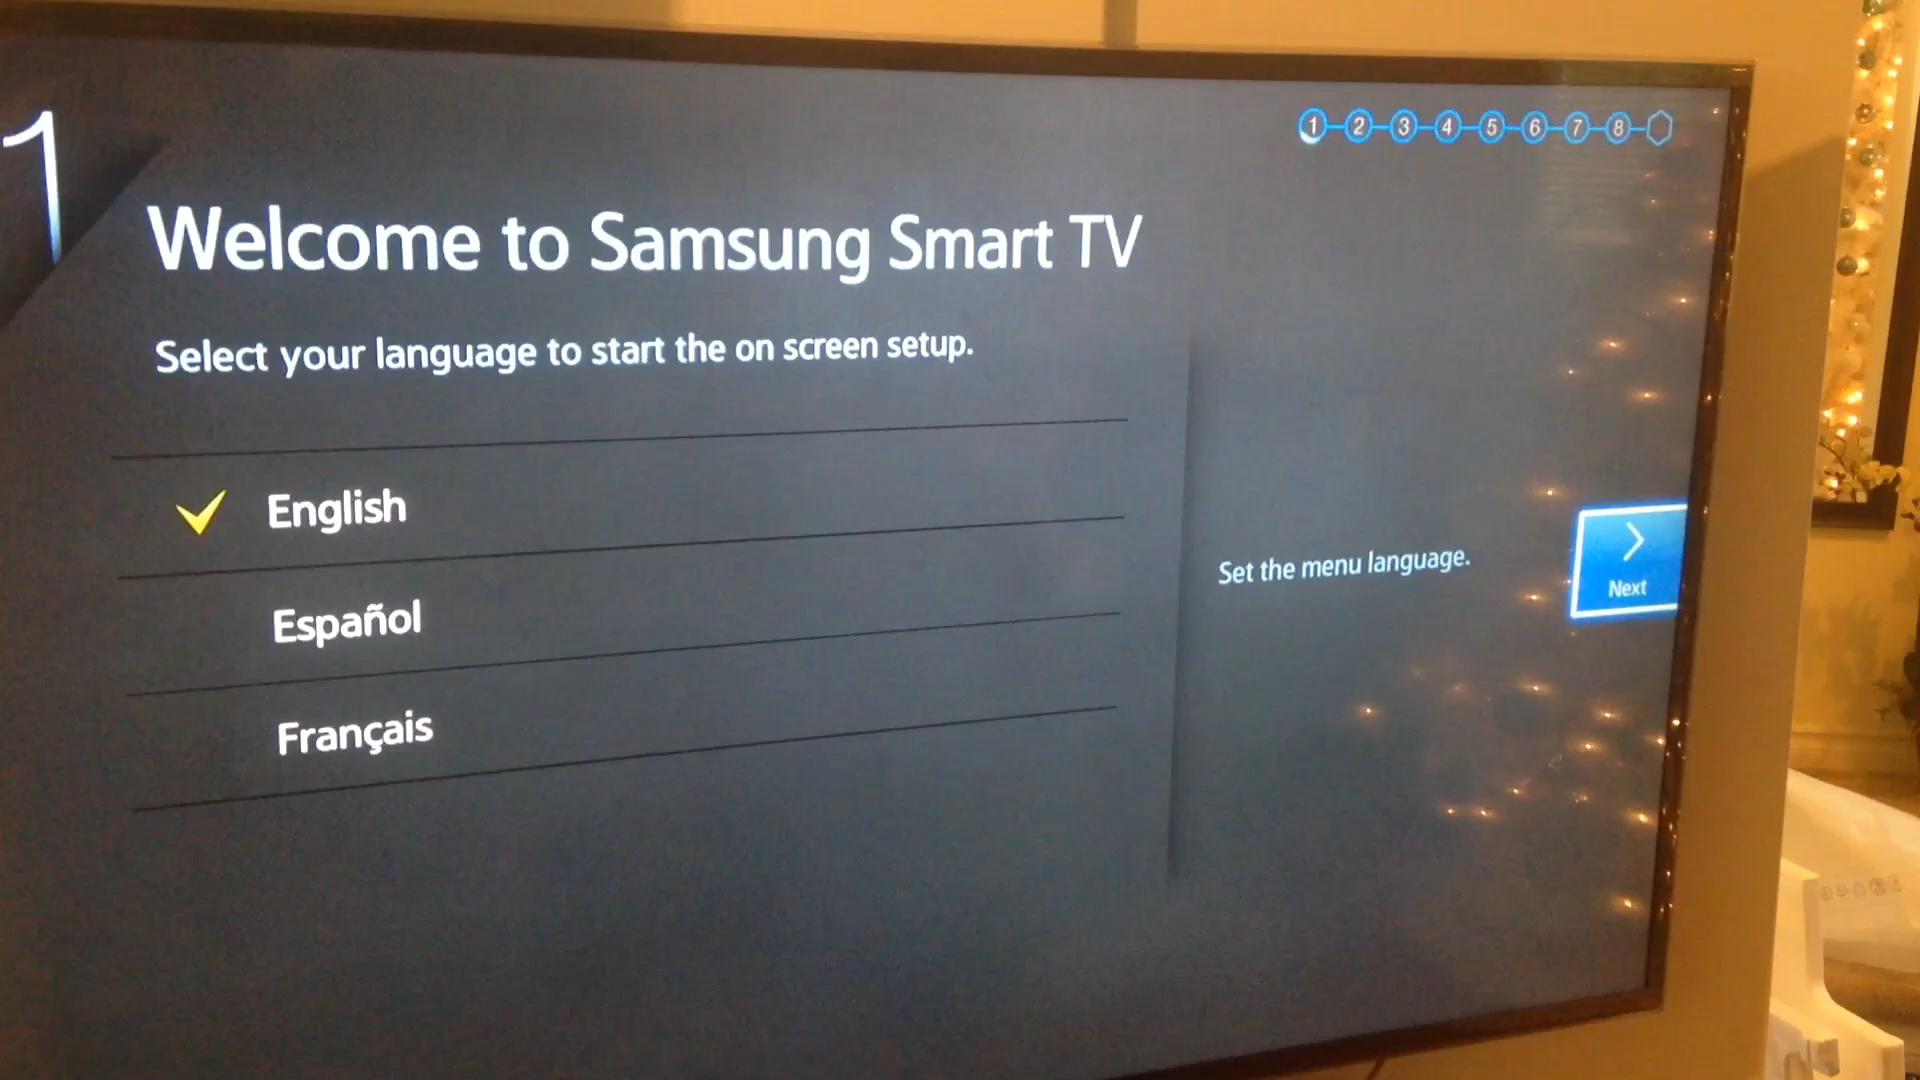 1
1 2 3 4 5 6 7 8
Welcome to Samsung Smart TV
Select your language to start the on screen setup.
English
Español
Français
Set the menu language.
Next